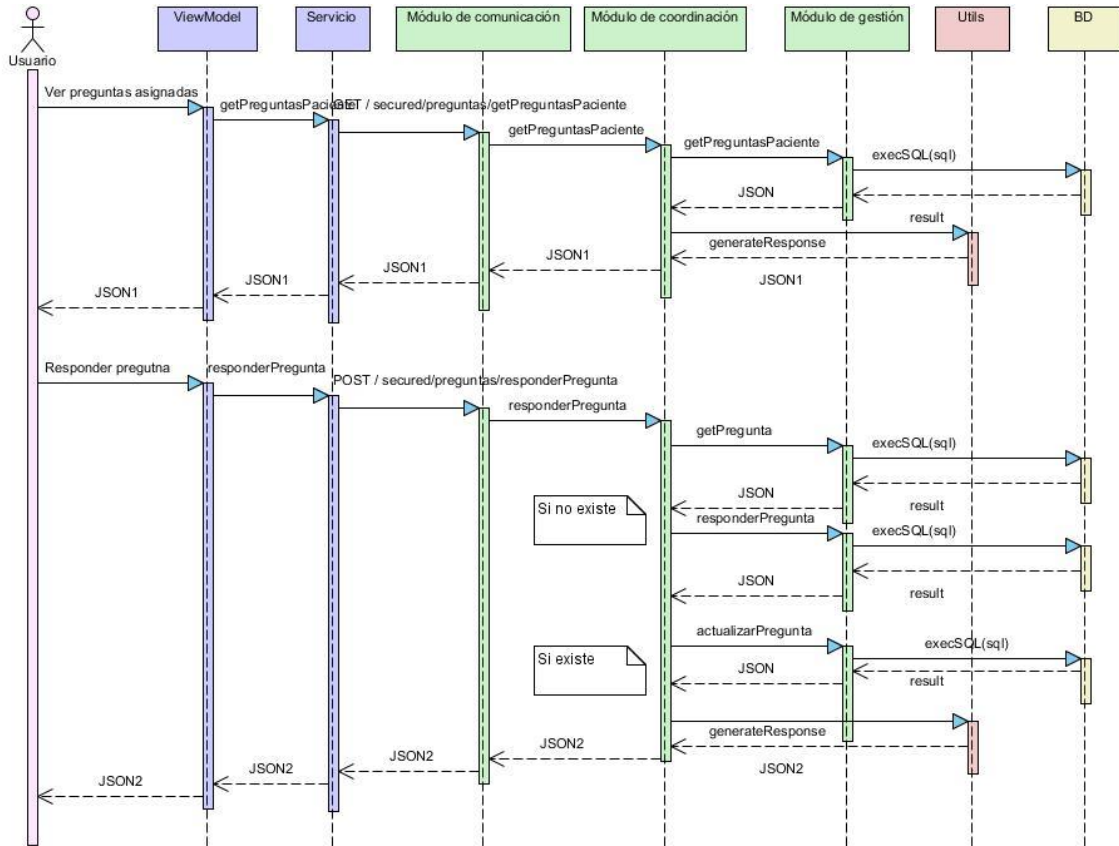 ViewModel
Servicio
Módulo de comunicación
Módulo de coordinación
Módulo de gestión
Utils
BD
Usuario
Ver preguntas asignadas
getPreguntasPaciente
GET / secured/preguntas/getPreguntasPaciente
getPreguntasPaciente
getPreguntasPaciente
execSQL(sql)
JSON
result
generateResponse
JSON1
JSON1
JSON1
JSON1
JSON1
Responder pregutna
responderPregunta
POST / secured/preguntas/responderPregunta
responderPregunta
getPregunta
execSQL(sql)
JSON
result
Si no existe
responderPregunta
execSQL(sql)
JSON
result
actualizarPregunta
execSQL(sql)
Si existe
JSON
result
generateResponse
JSON2
JSON2
JSON2
JSON2
JSON2